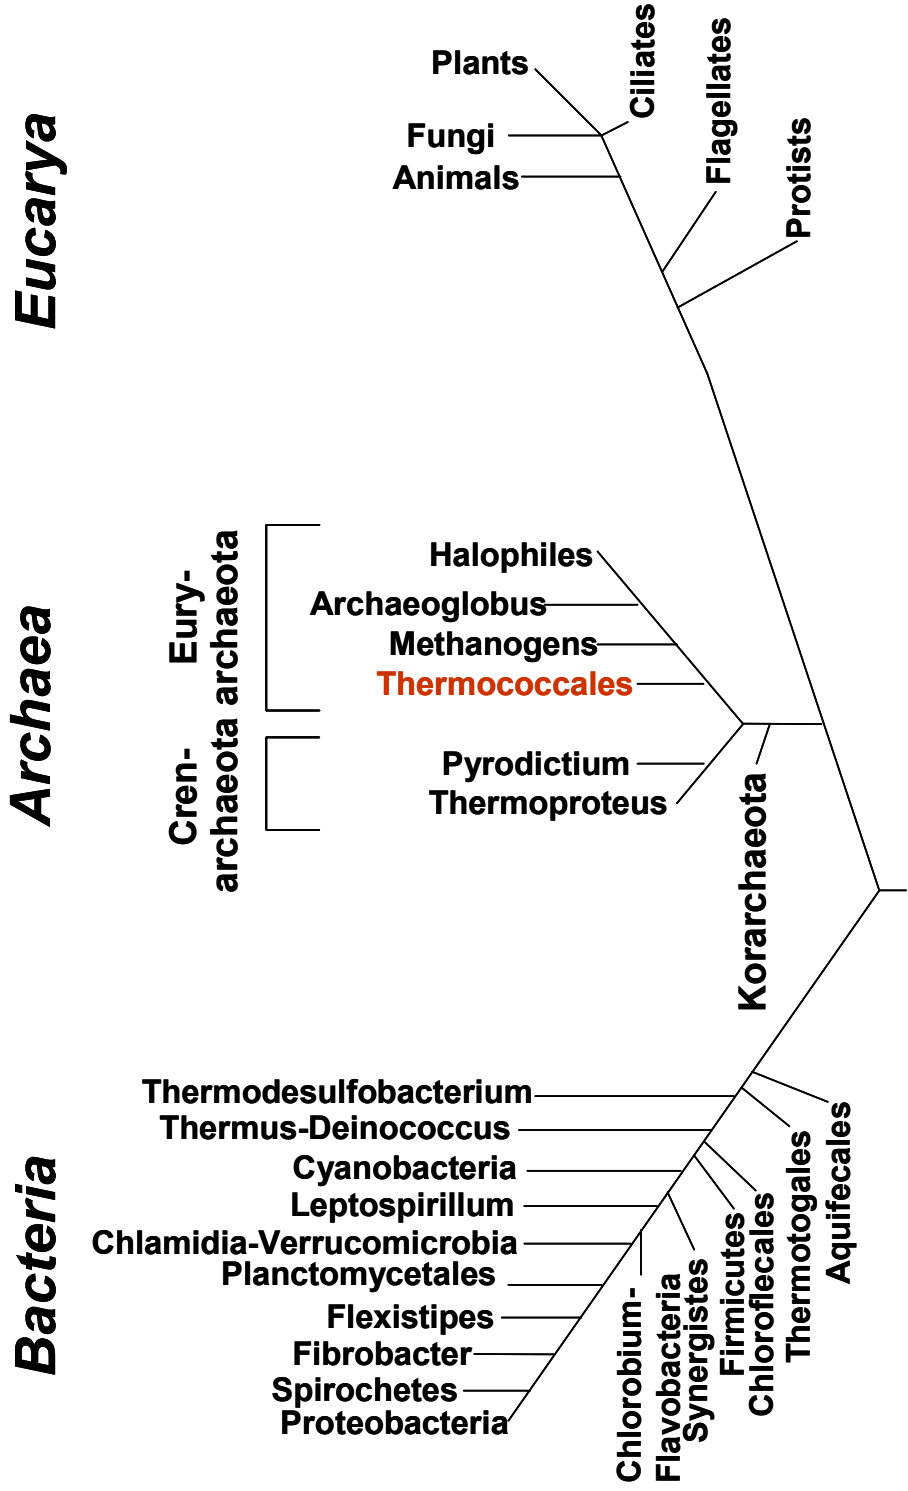 Eucarya
Plants
Ciliates
Flagellates
Protists
Fungi
Animals
Archaea
Eury-
archaeota
Halophiles
Archaeoglobus
Methanogens
Thermococcales
Cren-
archaeota
Pyrodictium
Thermoproteus
Korarchaeota
Bacteria
Thermodesulfobacterium
Thermus-Deinococcus
Cyanobacteria
Leptospirillum
Chlamidia-Verrucomicrobia
Planctomycetales
Flexistipes
Fibrobacter
Spirochetes
Proteobacteria
Chlorobium-
Flavobacteria
Synergistes
Firmicutes
Chloroflecales
Thermotogales
Aquifecales